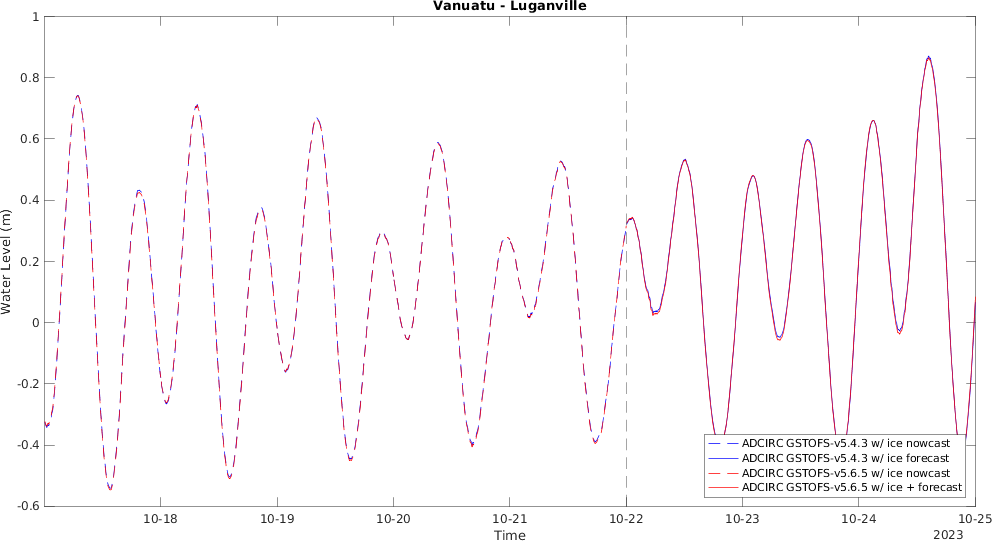 Vanuatu - Luganville
1
0.8
0.6
0.4
0.2
0
-0.2
-0.4
-0.6
Water Level (m)
ADCIRC GSTOFS-v5.4.3 w/ ice nowcast
ADCIRC GSTOFS-v5.4.3 w/ ice forecast
ADCIRC GSTOFS-v5.6.5 w/ ice nowcast
ADCIRC GSTOFS-v5.6.5 w/ ice + forecast
10-18 10-19 10-20 10-21 10-22 10-23 10-24 10-25
Time
2023